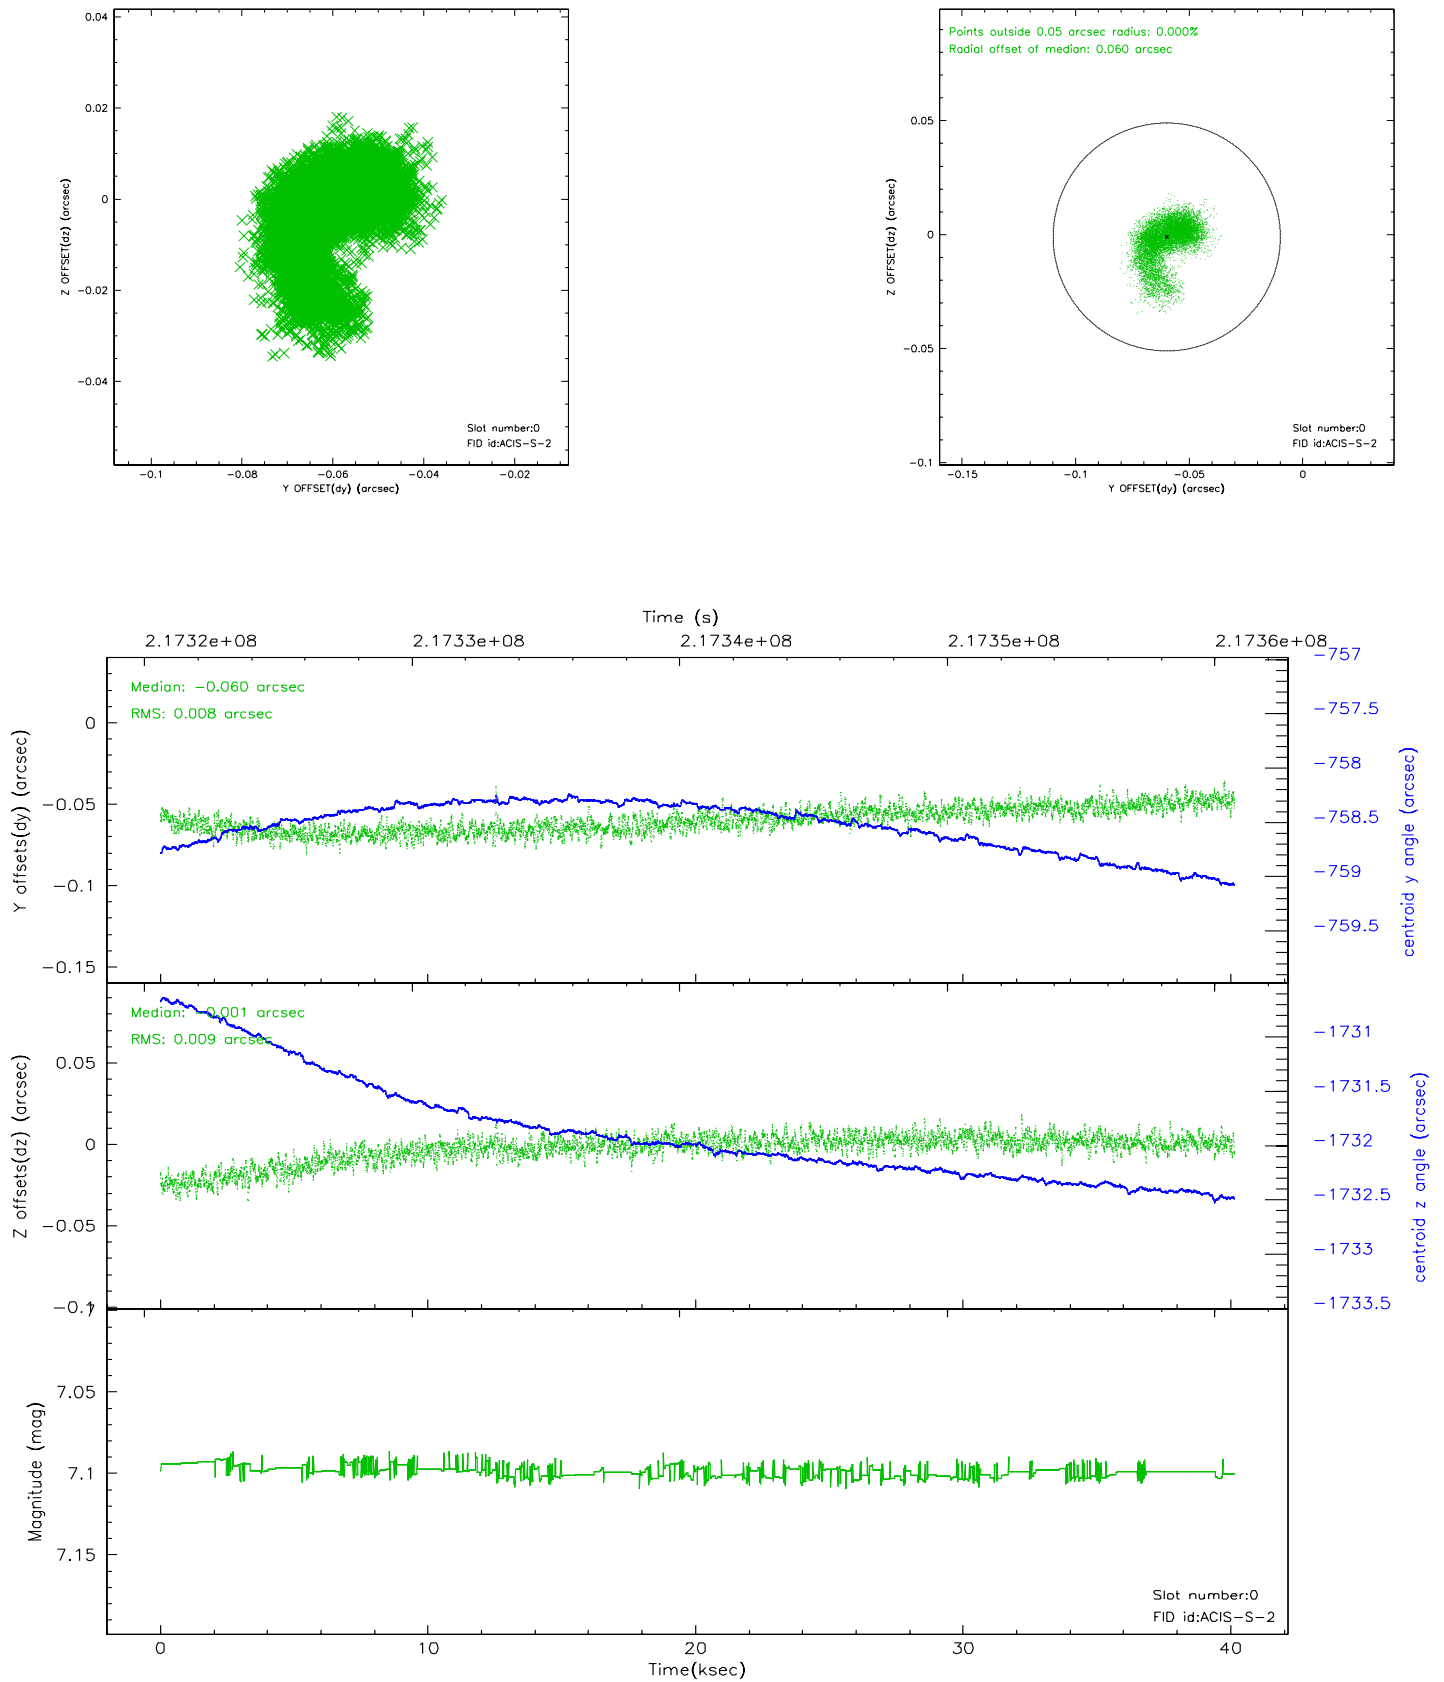 0.04
0.02
0
−0.02
−0.04
Z OFFSET(dz) (arcsec)
Slot number:0
FID id:ACIS−S−2
−0.1
−0.08
−0.06
−0.04
−0.02
Y OFFSET(dy) (arcsec)
Points outside 0.05 arcsec radius: 0.000%
Radial offset of median: 0.060 arcsec
0.05
0
−0.05
−0.1
Z OFFSET(dz) (arcsec)
Slot number:0
FID id:ACIS−S−2
−0.15
−0.1
−0.05
0
Y OFFSET(dy) (arcsec)
Time (s)
2.1732e+08
2.1733e+08
2.1734e+08
2.1735e+08
2.1736e+08
Median: −0.060 arcsec
RMS: 0.008 arcsec
0
−0.05
−0.1
−0.15
Y offsets(dy) (arcsec)
−757
−757.5
−758
−758.5
−759
−759.5
centroid y angle (arcsec)
Median: −0.001 arcsec
RMS: 0.009 arcsec
0.05
0
−0.05
−0.1
Z offsets(dz) (arcsec)
−1731
−1731.5
−1732
−1732.5
−1733
−1733.5
centroid z angle (arcsec)
7
7.05
7.1
7.15
Magnitude (mag)
Slot number:0
FID id:ACIS−S−2
0
10
20
30
40
Time(ksec)